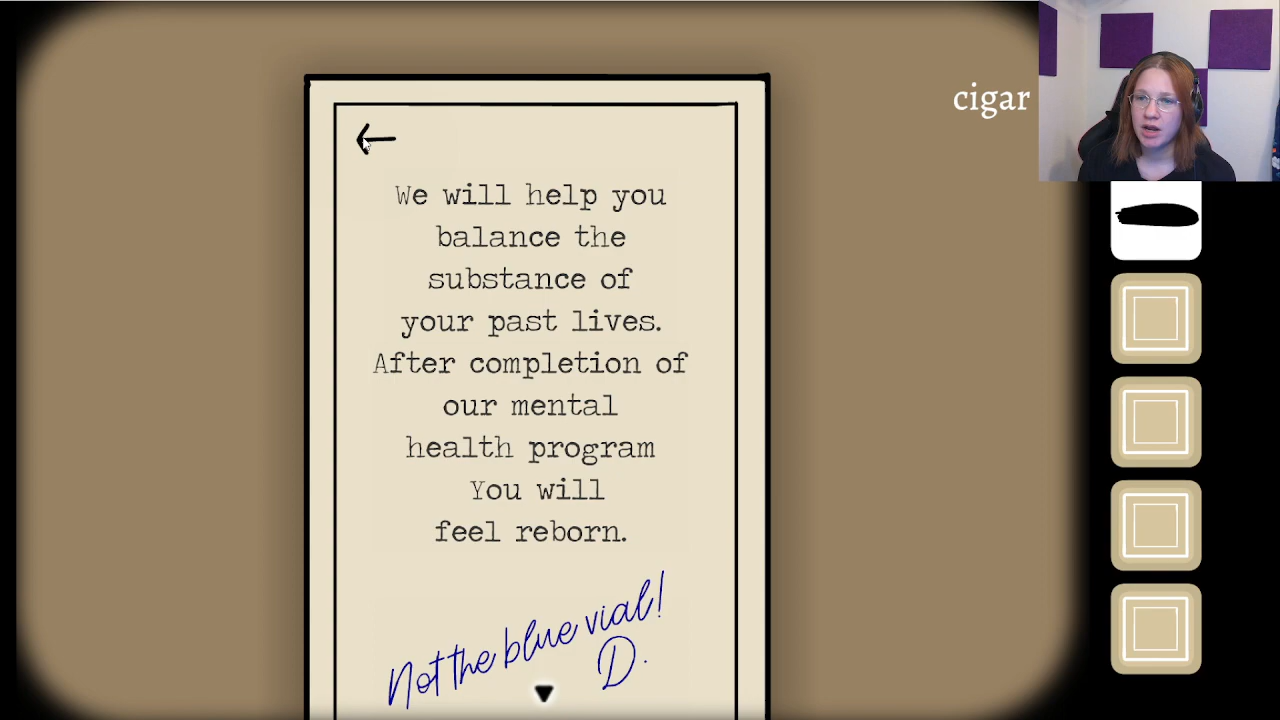 cigar
We will help you
balance the
substance of
your past lives.
After completion of
our mental
health program
You will
feel reborn.
Not the blue vial!
D.